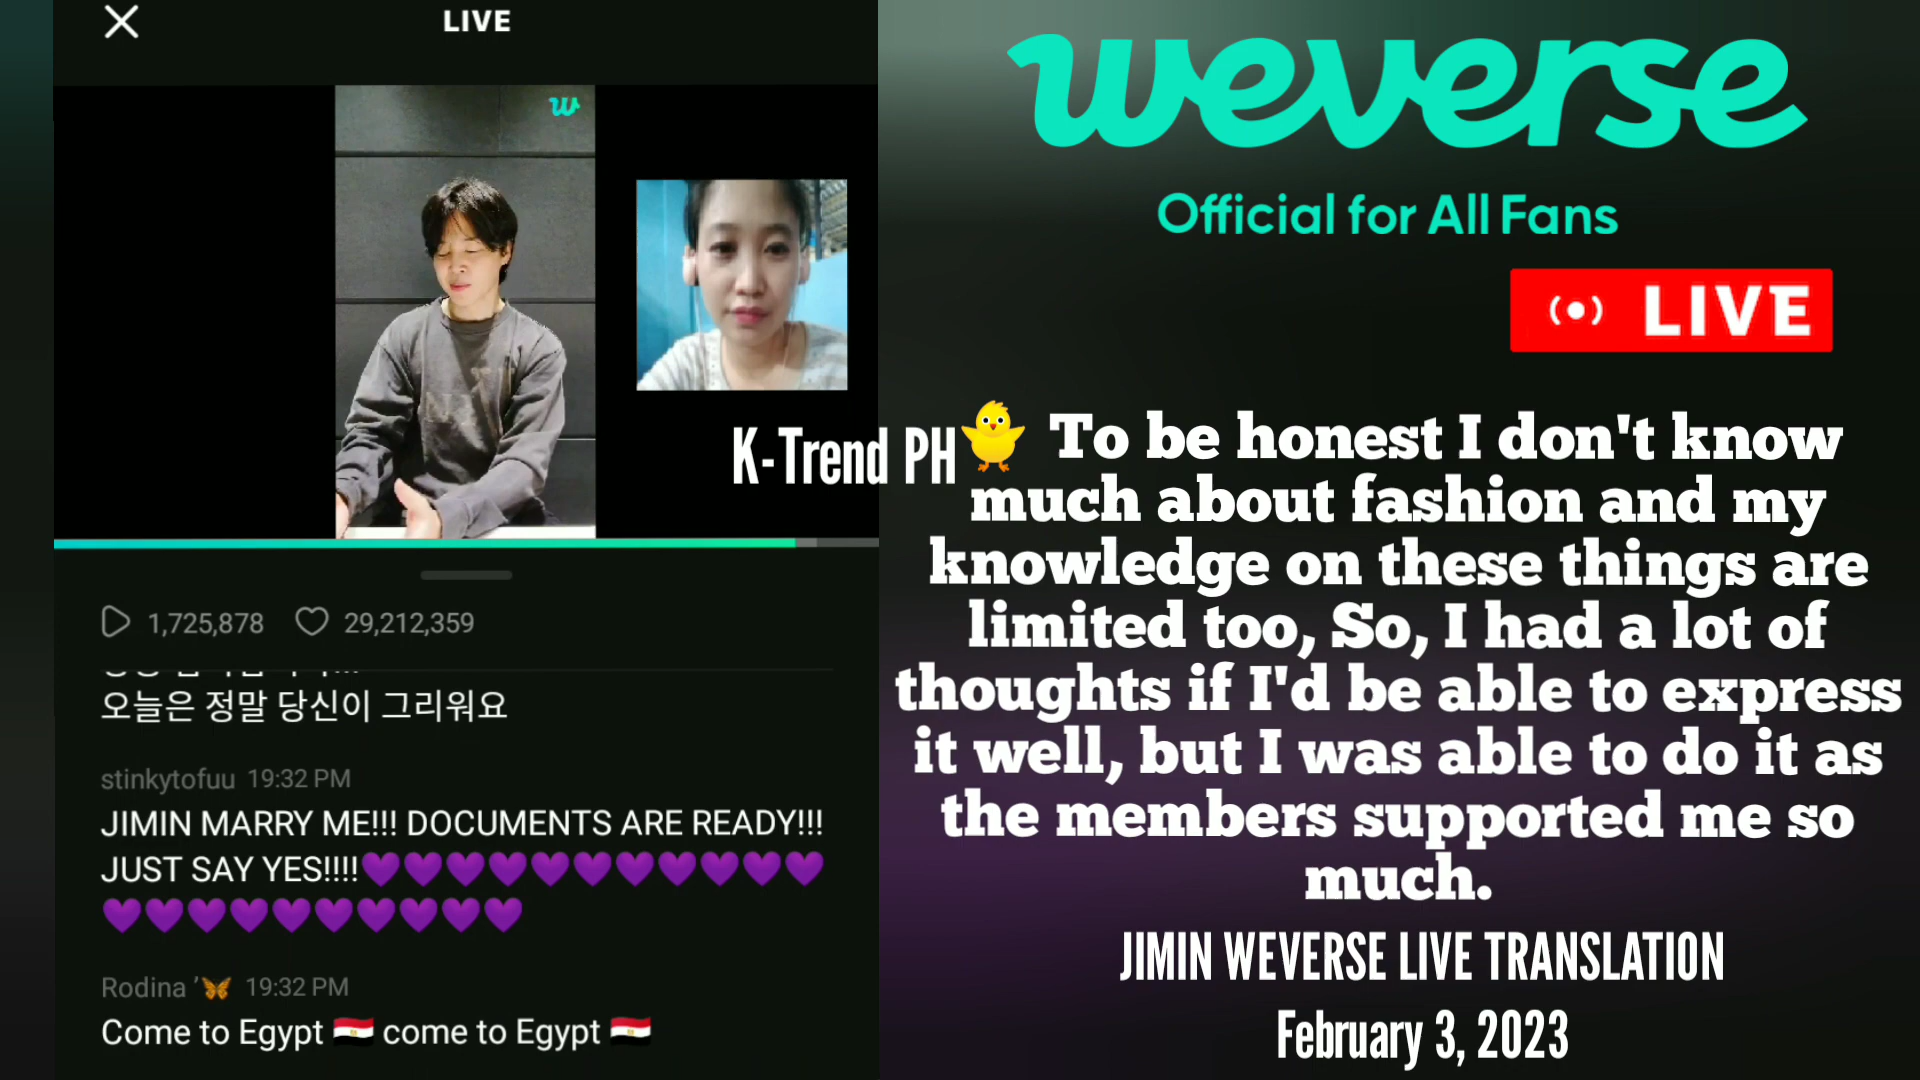 LIVE
w
1,725,878 29,212,359
오늘은 정말 당신이 그리워요
stinkytofuu 19:32 PM
JIMIN MARRY ME!!! DOCUMENTS ARE READY!!!
JUST SAY YES!!!!💜💜💜💜💜💜💜💜💜💜💜
💜💜💜💜💜💜💜💜💜💜
Rodina ’🦋 19:32 PM
Come to Egypt 🇪🇬 come to Egypt 🇪🇬
weverse
Official for All Fans
LIVE
K-Trend PH
🐥 To be honest I don't know
much about fashion and my
knowledge on these things are
limited too, So, I had a lot of
thoughts if I'd be able to express
it well, but I was able to do it as
the members supported me so
much.
JIMIN WEVERSE LIVE TRANSLATION
February 3, 2023